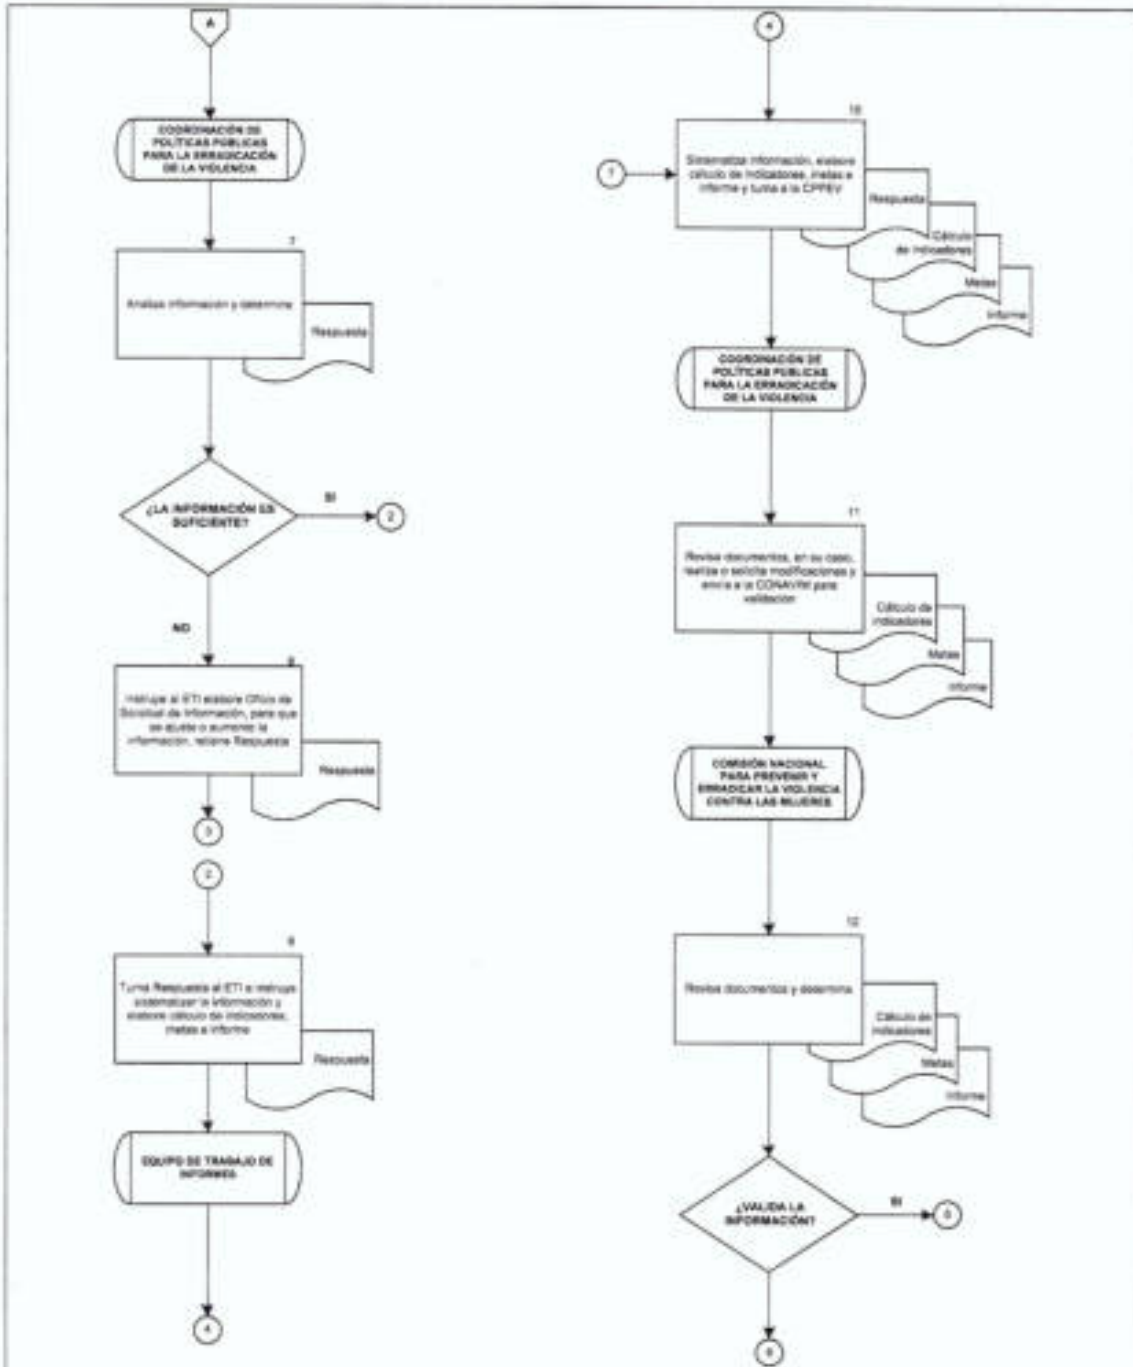 A
COORDINACIÓN DE
POLÍTICAS PÚBLICAS
PARA LA ERRADICACIÓN
DE LA VIOLENCIA
7
Analiza información y determina
Respuesta
¿LA INFORMACIÓN ES
SUFICIENTE?
SI
2
NO
8
Instruye al ETI elabore Oficio de
Solicitud de Información, para que
se ajuste o aumente la
información, retiene Respuesta
Respuesta
3
2
9
Turna Respuesta al ETI e instruye
sistematizar la información y
elabore cálculo de indicadores,
metas e informe
Respuesta
EQUIPO DE TRABAJO DE
INFORMES
4
4
10
Sistematiza información, elabora
cálculo de indicadores, metas e
informe y turna a la CPPEV
7
Respuesta
Cálculo
de indicadores
Metas
Informe
COORDINACIÓN DE
POLÍTICAS PÚBLICAS
PARA LA ERRADICACIÓN
DE LA VIOLENCIA
11
Revisa documentos, en su caso,
realiza o solicita modificaciones y
envía a la CONAVIM para
validación
Cálculo de
indicadores
Metas
Informe
COMISIÓN NACIONAL
PARA PREVENIR Y
ERRADICAR LA VIOLENCIA
CONTRA LAS MUJERES
12
Revisa documentos y determina
Cálculo de
indicadores
Metas
Informe
¿VALIDA LA
INFORMACIÓN?
SI